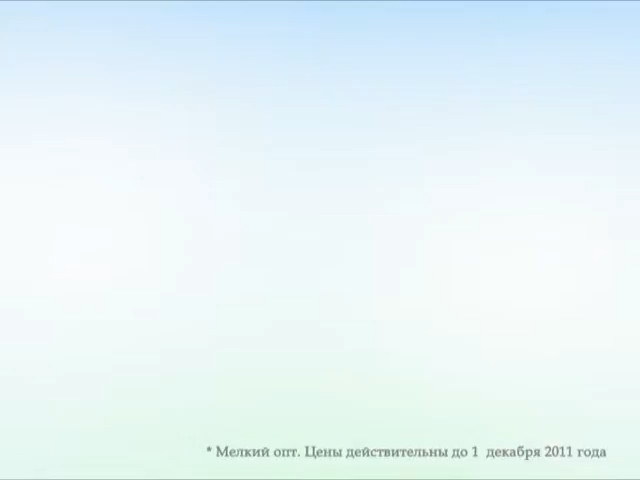 * Мелкий опт. Цены действительны до 1 декабря 2011 года